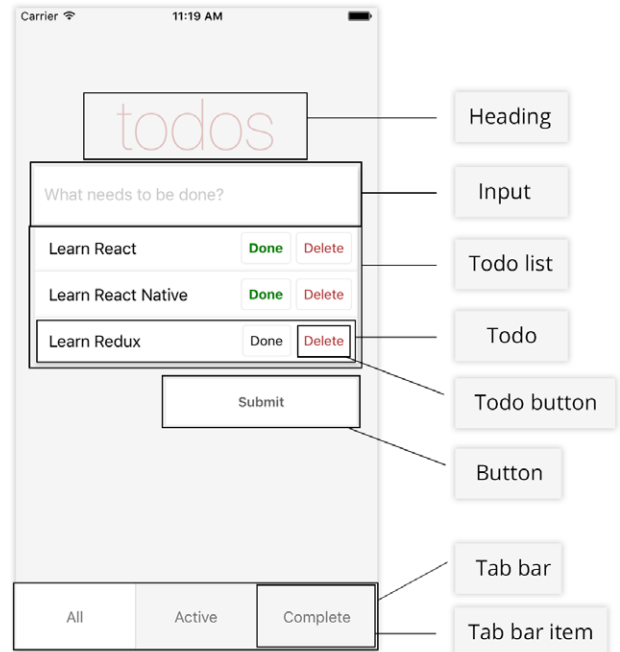 Carrier 11:19 AM
todos
Heading
What needs to be done?
Input
Learn React Done Delete
Todo list
Learn React Native Done Delete
Learn Redux Done Delete
Todo
Todo button
Submit
Button
Tab bar
All Active Complete
Tab bar item